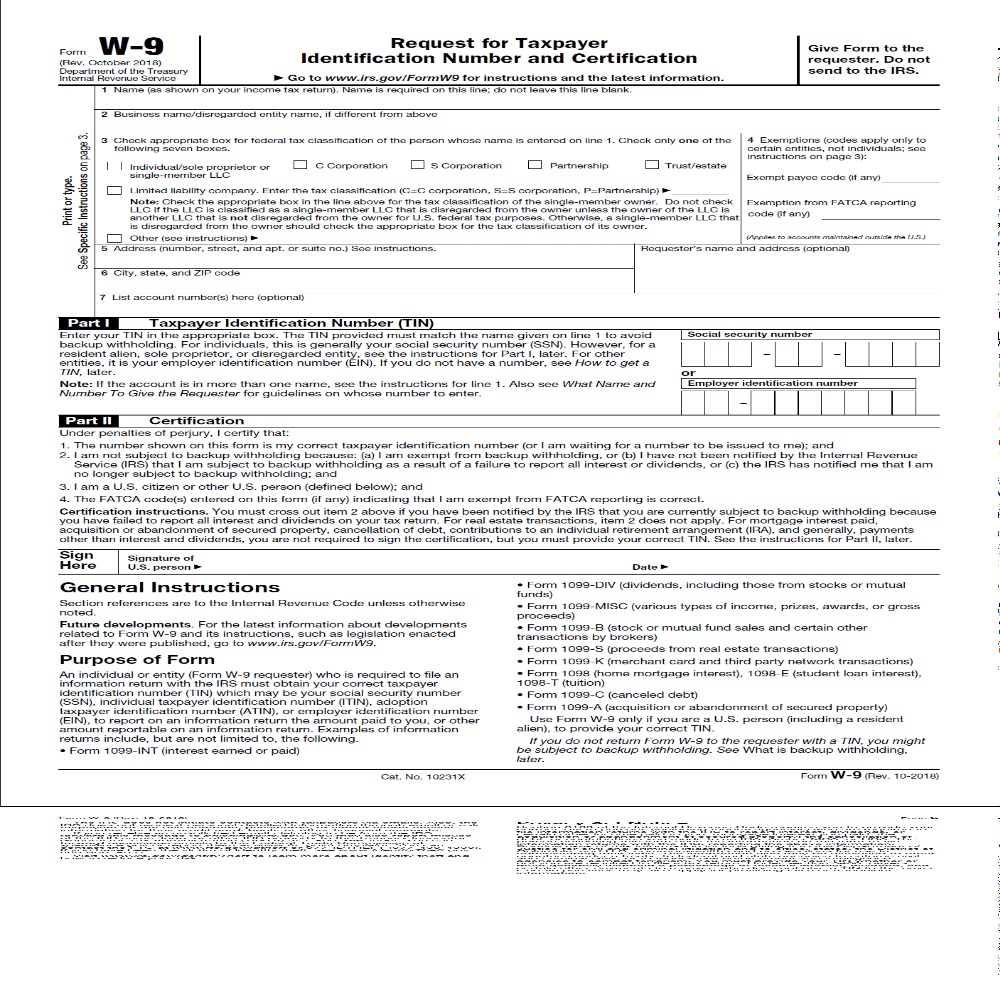 Form W-9
(Rev. October 2018)
Department of the Treasury
Internal Revenue Service
Request for Taxpayer
Identification Number and Certification
► Go to www.irs.gov/FormW9 for instructions and the latest information.
Give Form to the
requester. Do not
send to the IRS.
Print or type.
See Specific Instructions on page 3.
1 Name (as shown on your income tax return). Name is required on this line; do not leave this line blank.
2 Business name/disregarded entity name, if different from above
3 Check appropriate box for federal tax classification of the person whose name is entered on line 1. Check only one of the
following seven boxes.
Individual/sole proprietor or
single-member LLC
C Corporation
S Corporation
Partnership
Trust/estate
Limited liability company. Enter the tax classification (C=C corporation, S=S corporation, P=Partnership) ►
Note: Check the appropriate box in the line above for the tax classification of the single-member owner. Do not check
LLC if the LLC is classified as a single-member LLC that is disregarded from the owner unless the owner of the LLC is
another LLC that is not disregarded from the owner for U.S. federal tax purposes. Otherwise, a single-member LLC that
is disregarded from the owner should check the appropriate box for the tax classification of its owner.
Other (see instructions) ►
4 Exemptions (codes apply only to
certain entities, not individuals; see
instructions on page 3):
Exempt payee code (if any)
Exemption from FATCA reporting
code (if any)
(Applies to accounts maintained outside the U.S.)
5 Address (number, street, and apt. or suite no.) See instructions.
Requester's name and address (optional)
6 City, state, and ZIP code
7 List account number(s) here (optional)
Part I Taxpayer Identification Number (TIN)
Enter your TIN in the appropriate box. The TIN provided must match the name given on line 1 to avoid
backup withholding. For individuals, this is generally your social security number (SSN). However, for a
resident alien, sole proprietor, or disregarded entity, see the instructions for Part I, later. For other
entities, it is your employer identification number (EIN). If you do not have a number, see How to get a
TIN, later.
Note: If the account is in more than one name, see the instructions for line 1. Also see What Name and
Number To Give the Requester for guidelines on whose number to enter.
Social security number
– –
or
Employer identification number
–
Part II Certification
Under penalties of perjury, I certify that:
1. The number shown on this form is my correct taxpayer identification number (or I am waiting for a number to be issued to me); and
2. I am not subject to backup withholding because: (a) I am exempt from backup withholding, or (b) I have not been notified by the Internal Revenue
Service (IRS) that I am subject to backup withholding as a result of a failure to report all interest or dividends, or (c) the IRS has notified me that I am
no longer subject to backup withholding; and
3. I am a U.S. citizen or other U.S. person (defined below); and
4. The FATCA code(s) entered on this form (if any) indicating that I am exempt from FATCA reporting is correct.
Certification instructions. You must cross out item 2 above if you have been notified by the IRS that you are currently subject to backup withholding because
you have failed to report all interest and dividends on your tax return. For real estate transactions, item 2 does not apply. For mortgage interest paid,
acquisition or abandonment of secured property, cancellation of debt, contributions to an individual retirement arrangement (IRA), and generally, payments
other than interest and dividends, you are not required to sign the certification, but you must provide your correct TIN. See the instructions for Part II, later.
Sign
Here
Signature of
U.S. person ►
Date ►
General Instructions
Section references are to the Internal Revenue Code unless otherwise
noted.
Future developments. For the latest information about developments
related to Form W-9 and its instructions, such as legislation enacted
after they were published, go to www.irs.gov/FormW9.
Purpose of Form
An individual or entity (Form W-9 requester) who is required to file an
information return with the IRS must obtain your correct taxpayer
identification number (TIN) which may be your social security number
(SSN), individual taxpayer identification number (ITIN), adoption
taxpayer identification number (ATIN), or employer identification number
(EIN), to report on an information return the amount paid to you, or other
amount reportable on an information return. Examples of information
returns include, but are not limited to, the following.
• Form 1099-INT (interest earned or paid)
• Form 1099-DIV (dividends, including those from stocks or mutual
funds)
• Form 1099-MISC (various types of income, prizes, awards, or gross
proceeds)
• Form 1099-B (stock or mutual fund sales and certain other
transactions by brokers)
• Form 1099-S (proceeds from real estate transactions)
• Form 1099-K (merchant card and third party network transactions)
• Form 1098 (home mortgage interest), 1098-E (student loan interest),
1098-T (tuition)
• Form 1099-C (canceled debt)
• Form 1099-A (acquisition or abandonment of secured property)
Use Form W-9 only if you are a U.S. person (including a resident
alien), to provide your correct TIN.
If you do not return Form W-9 to the requester with a TIN, you might
be subject to backup withholding. See What is backup withholding,
later.
Cat. No. 10231X
Form W-9 (Rev. 10-2018)